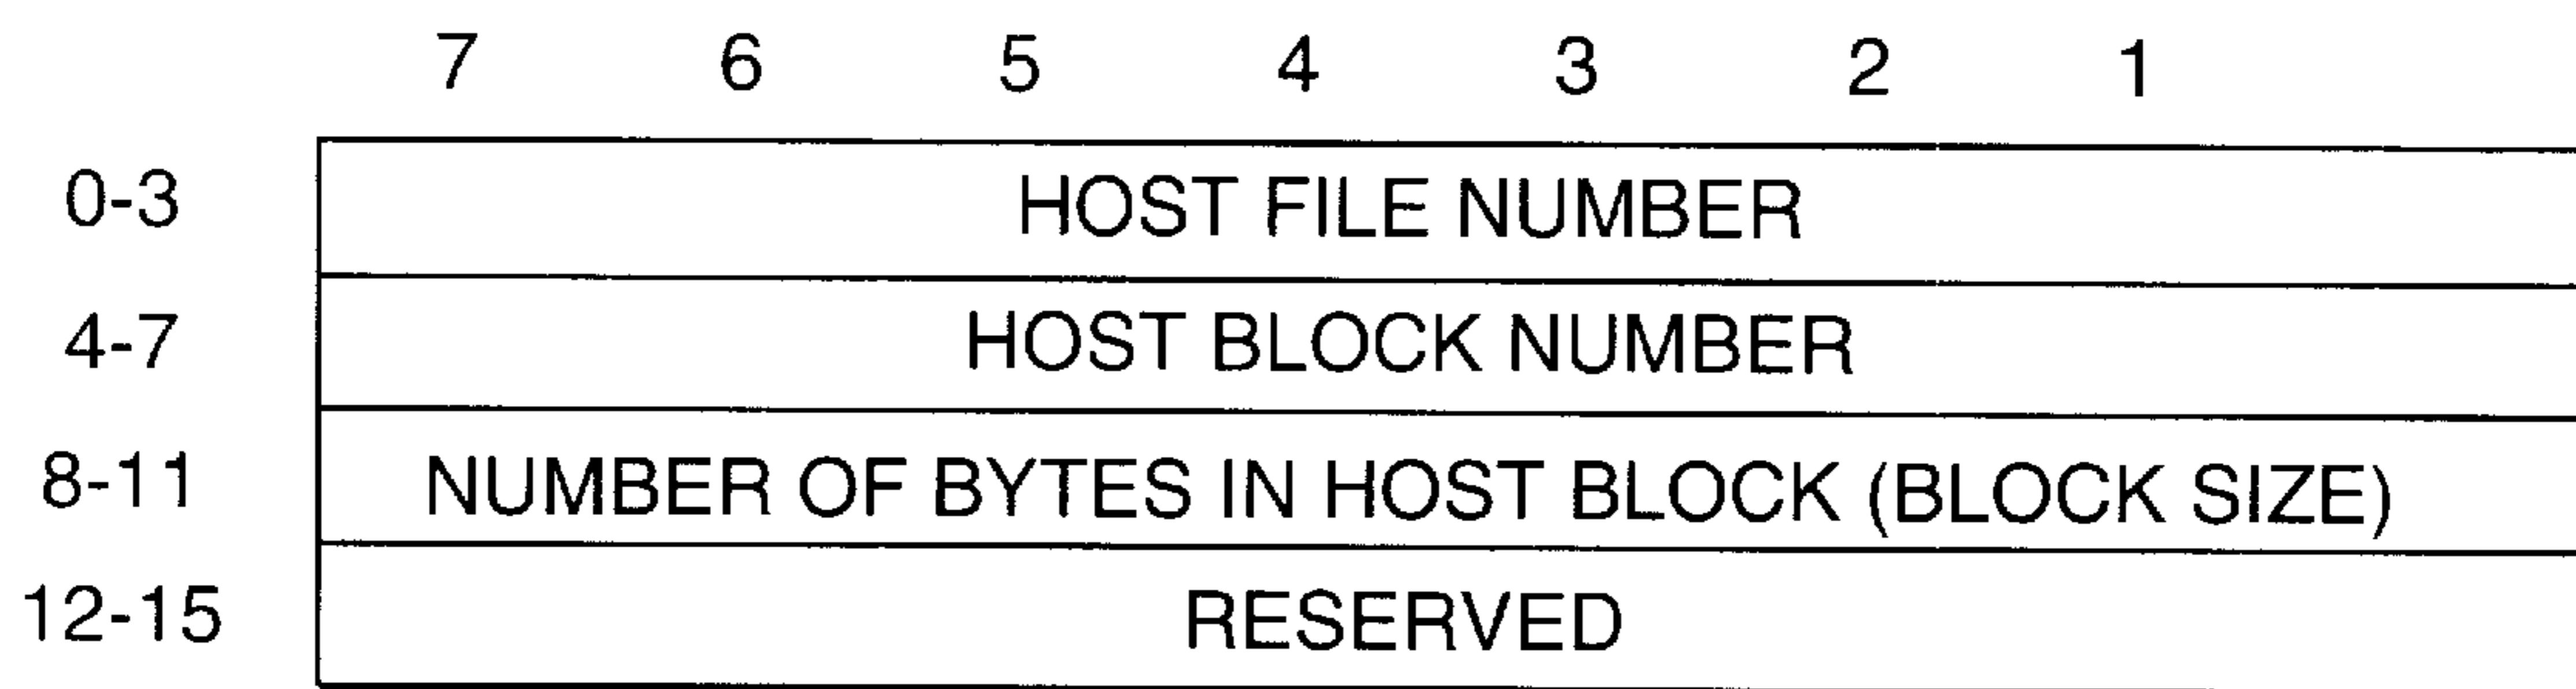 7 6 5 4 3 2 1
0-3 HOST FILE NUMBER
4-7 HOST BLOCK NUMBER
8-11 NUMBER OF BYTES IN HOST BLOCK (BLOCK SIZE)
12-15 RESERVED